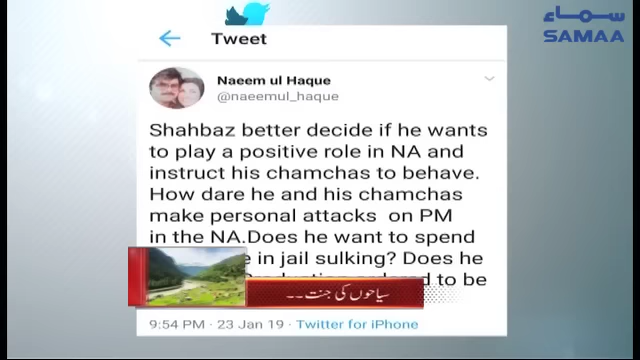 سماء
SAMAA
Tweet
Naeem ul Haque
@naeemul_haque
Shahbaz better decide if he wants
to play a positive role in NA and
instruct his chamchas to behave.
How dare he and his chamchas
make personal attacks on PM
in the NA.Does he want to spend
in jail sulking? Does he
to be
سیاحوں کی جنت ۔۔
9:54 PM · 23 Jan 19 · Twitter for iPhone